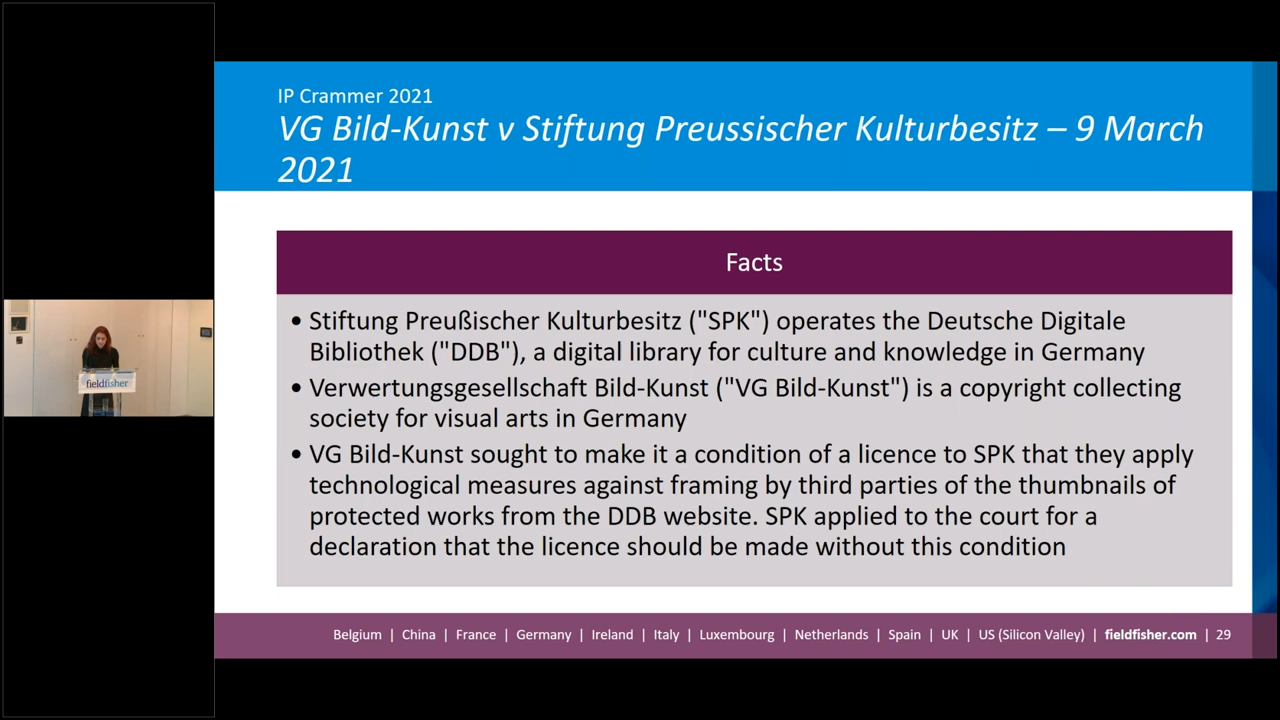 IP Crammer 2021
VG Bild-Kunst v Stiftung Preussischer Kulturbesitz – 9 March
2021
Facts
• Stiftung Preußischer Kulturbesitz ("SPK") operates the Deutsche Digitale
Bibliothek ("DDB"), a digital library for culture and knowledge in Germany
• Verwertungsgesellschaft Bild-Kunst ("VG Bild-Kunst") is a copyright collecting
society for visual arts in Germany
• VG Bild-Kunst sought to make it a condition of a licence to SPK that they apply
technological measures against framing by third parties of the thumbnails of
protected works from the DDB website. SPK applied to the court for a
declaration that the licence should be made without this condition
fieldfisher
Belgium | China | France | Germany | Ireland | Italy | Luxembourg | Netherlands | Spain | UK | US (Silicon Valley) | fieldfisher.com | 29